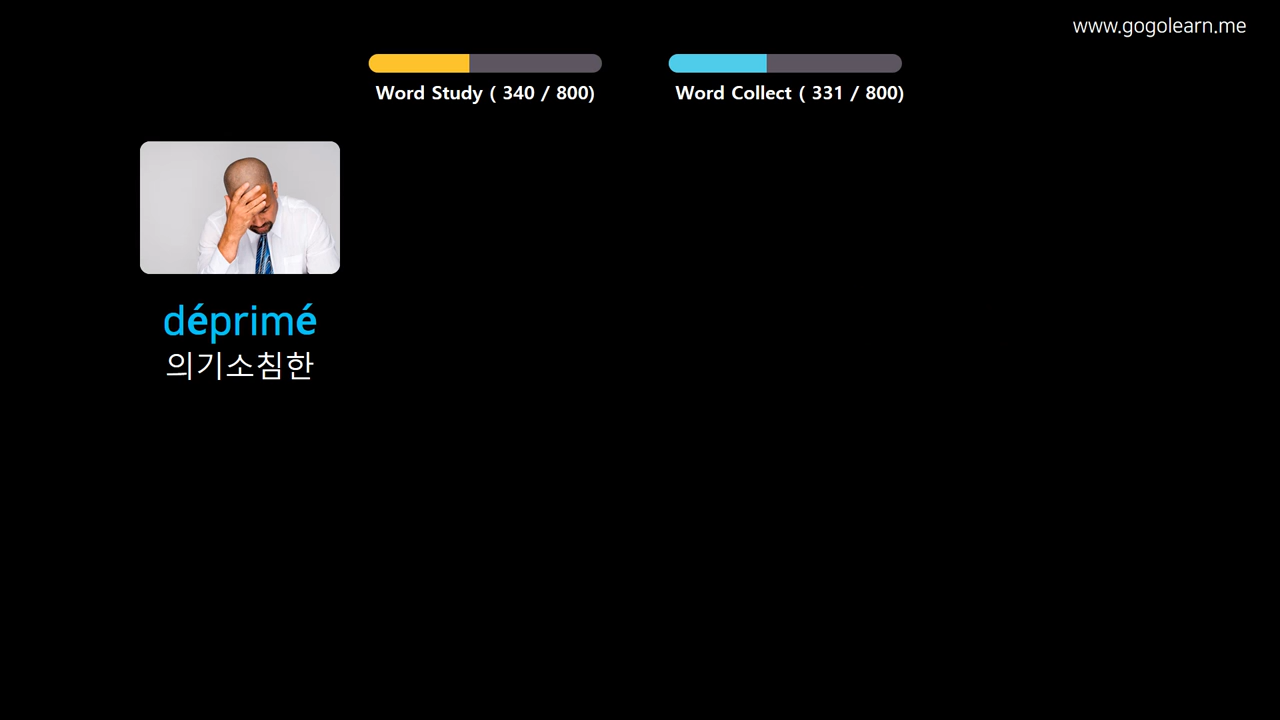 www.gogolearn.me
Word Study ( 340 / 800)
Word Collect ( 331 / 800)
déprimé
의기소침한